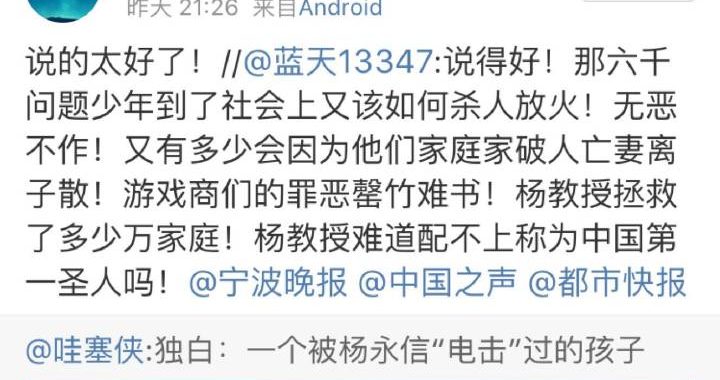 昨天 21:26 来自Android
说的太好了！//@蓝天13347:说得好！那六千
问题少年到了社会上又该如何杀人放火！无恶
不作！又有多少会因为他们家庭家破人亡妻离
子散！游戏商们的罪恶罄竹难书！杨教授拯救
了多少万家庭！杨教授难道配不上称为中国第
一圣人吗！@宁波晚报 @中国之声 @都市快报
@哇塞侠:独白：一个被杨永信“电击”过的孩子